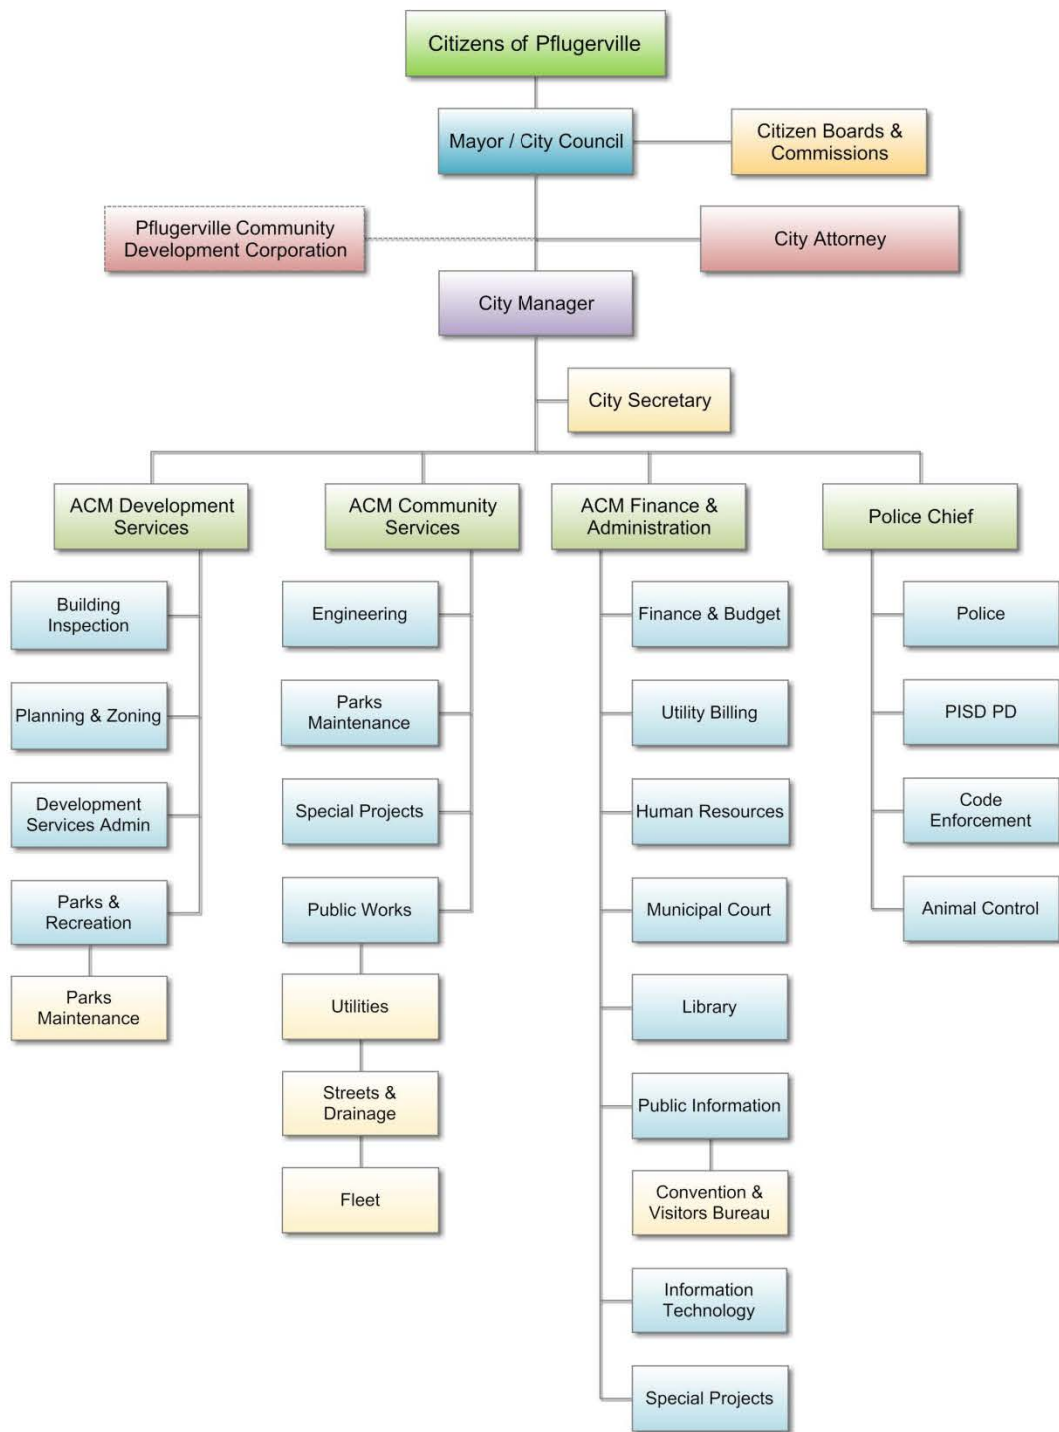 Citizens of Pflugerville
Mayor / City Council
Citizen Boards &
Commissions
Pflugerville Community
Development Corporation
City Attorney
City Manager
City Secretary
ACM Development
Services
ACM Community
Services
ACM Finance &
Administration
Police Chief
Building
Inspection
Planning & Zoning
Development
Services Admin
Parks &
Recreation
Parks
Maintenance
Engineering
Parks
Maintenance
Special Projects
Public Works
Utilities
Streets &
Drainage
Fleet
Finance & Budget
Utility Billing
Human Resources
Municipal Court
Library
Public Information
Convention &
Visitors Bureau
Information
Technology
Special Projects
Police
PISD PD
Code
Enforcement
Animal Control